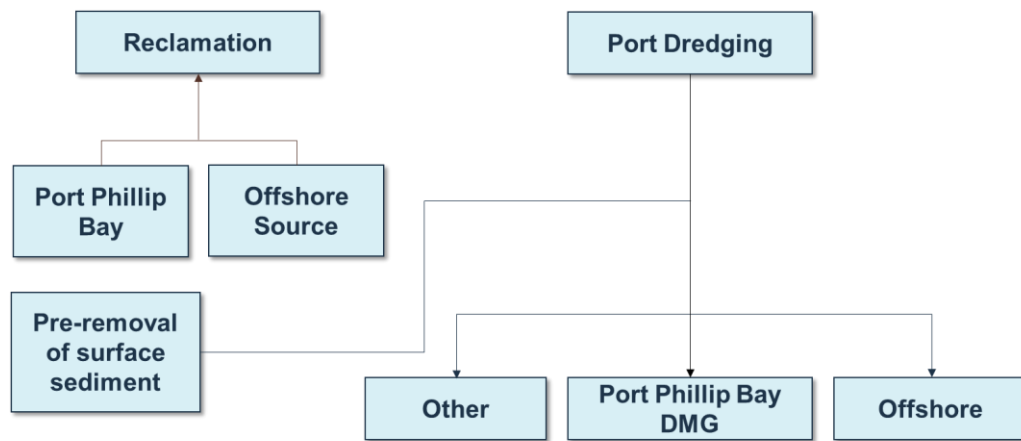 Reclamation
Port Dredging
Port Phillip
Bay
Offshore
Source
Pre-removal
of surface
sediment
Other
Port Phillip Bay
DMG
Offshore